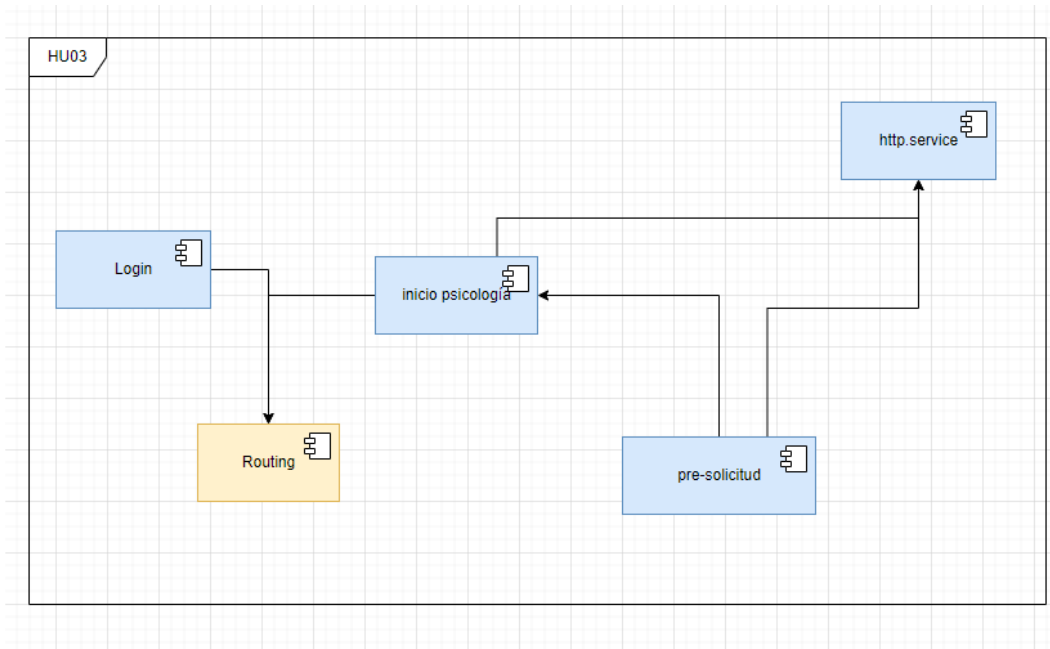 HU03
http.service
Login
inicio psicología
Routing
pre-solicitud